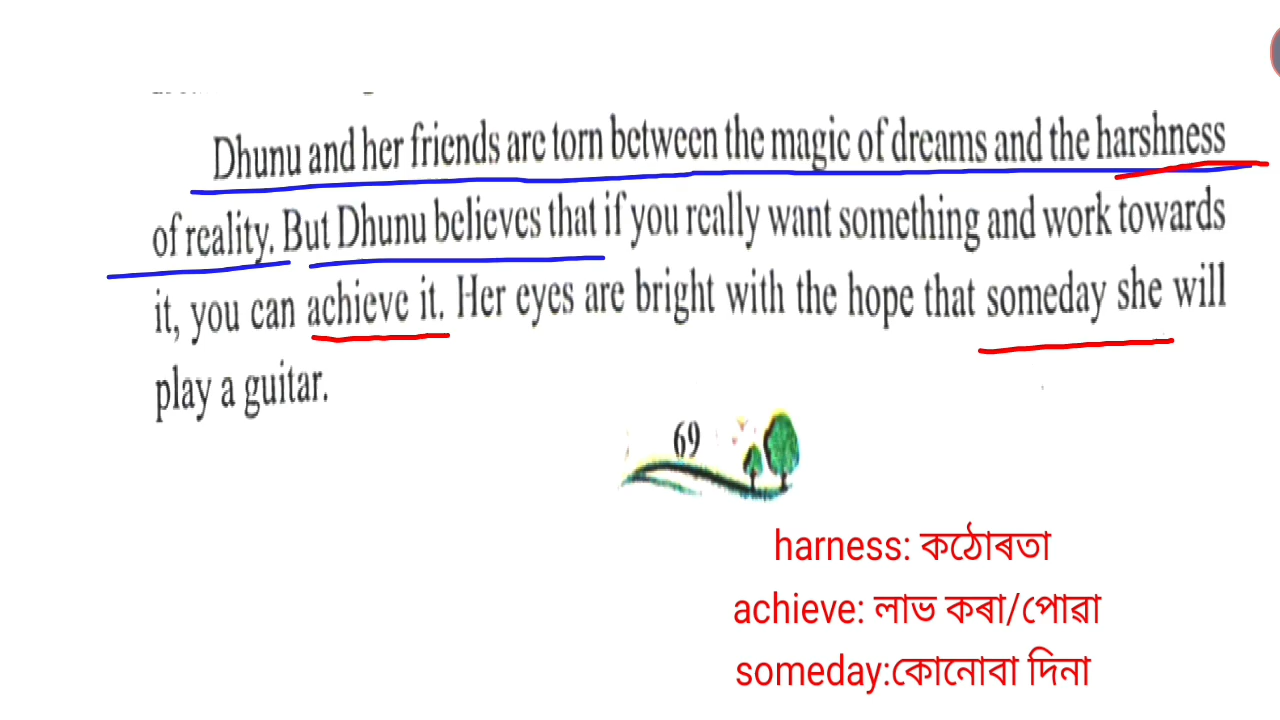 Dhunu and her friends are torn between the magic of dreams and the harshness
of reality. But Dhunu believes that if you really want something and work towards
it, you can achieve it. Her eyes are bright with the hope that someday she will
play a guitar.
69
harness: কঠোৰতা
achieve: লাভ কৰা/পোৱা
someday:কোনোবা দিনা